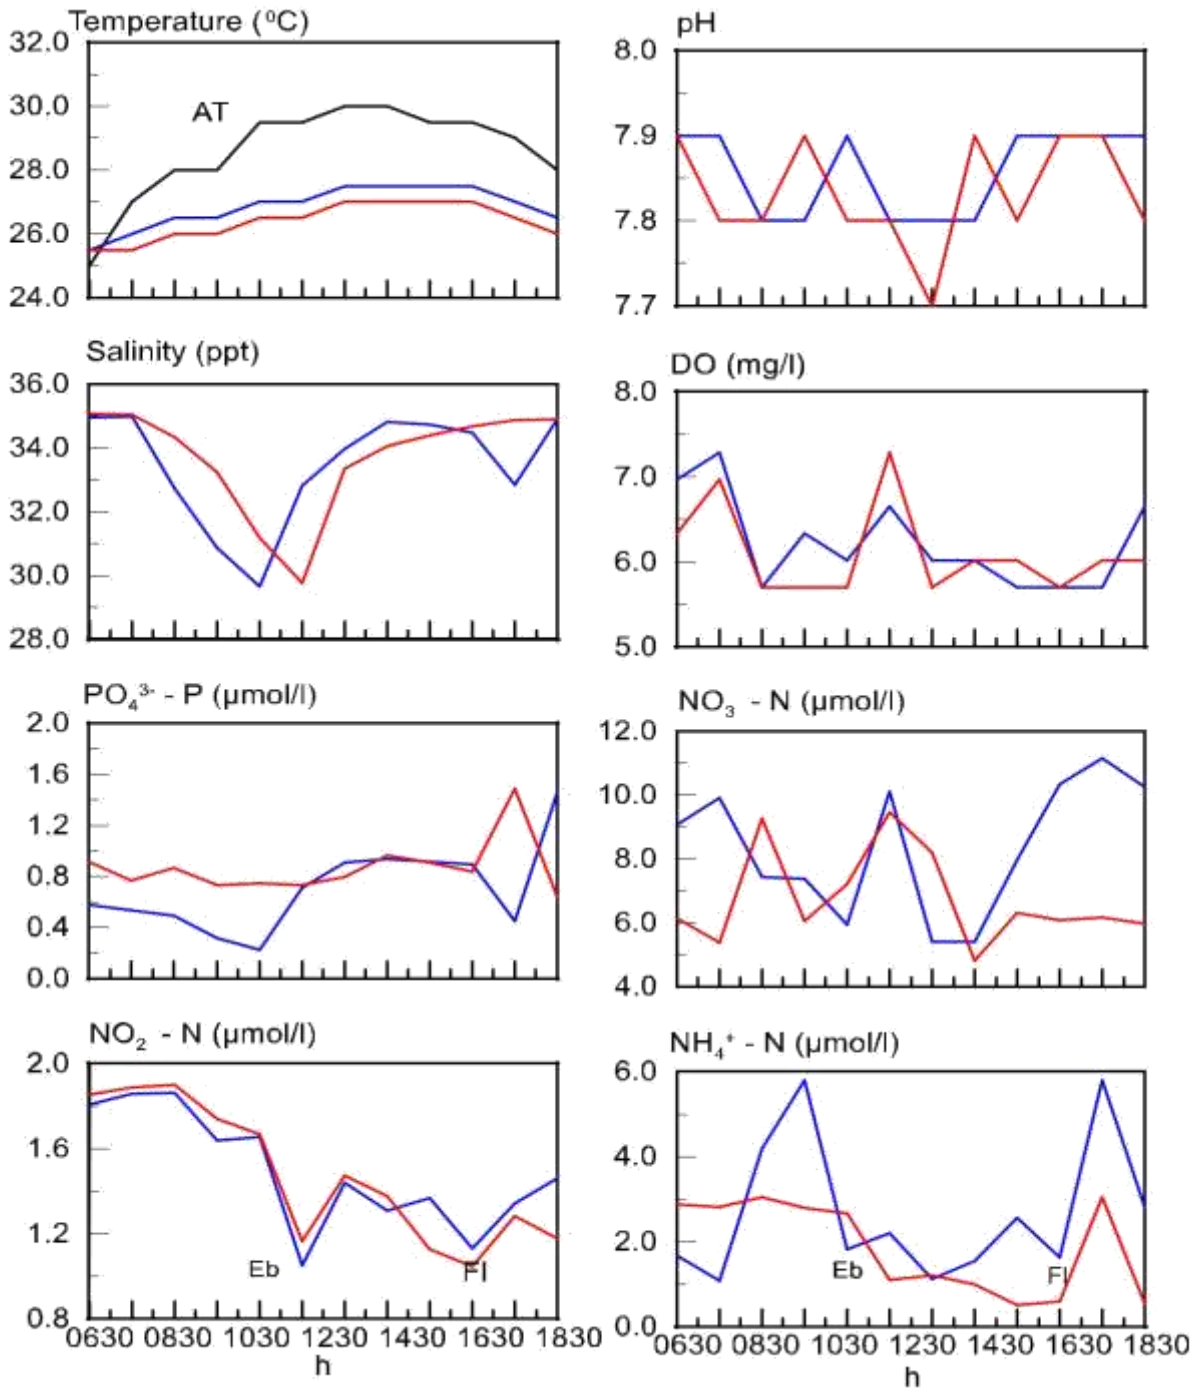 Temperature (⁰C)
32.0
30.0
28.0
26.0
24.0
AT
pH
8.0
7.9
7.8
7.7
Salinity (ppt)
36.0
34.0
32.0
30.0
28.0
DO (mg/l)
8.0
7.0
6.0
5.0
PO₄³⁻ - P (µmol/l)
2.0
1.6
1.2
0.8
0.4
0.0
NO₃ - N (µmol/l)
12.0
10.0
8.0
6.0
4.0
NO₂ - N (µmol/l)
2.0
1.6
1.2
0.8
Eb
Fl
0630 0830 1030 1230 1430 1630 1830
h
NH₄⁺ - N (µmol/l)
6.0
4.0
2.0
0.0
Eb
Fl
0630 0830 1030 1230 1430 1630 1830
h